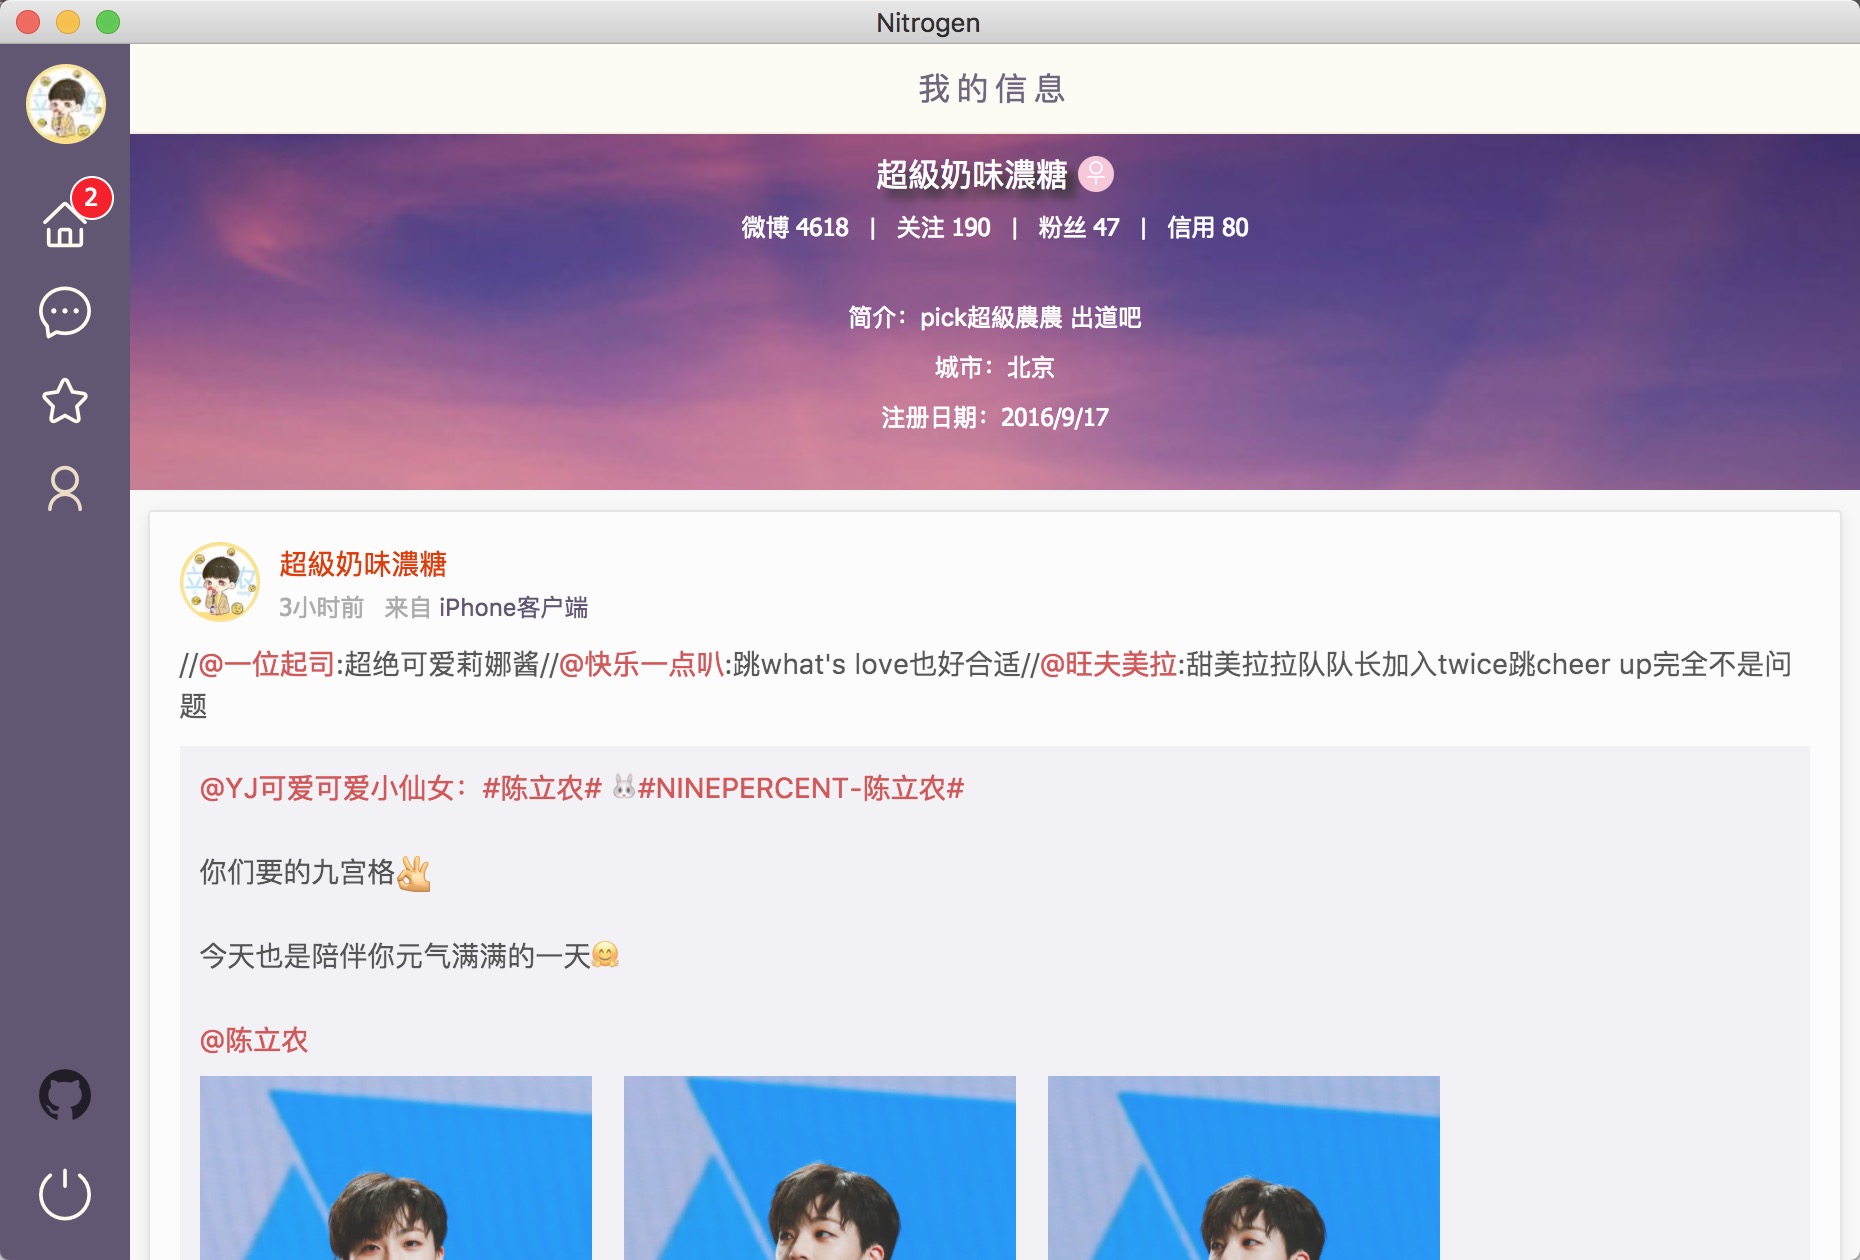 Nitrogen
我的信息
2
超級奶味濃糖
微博 4618 | 关注 190 | 粉丝 47 | 信用 80
简介：pick超級農農 出道吧
城市：北京
注册日期：2016/9/17
超級奶味濃糖
3小时前 来自 iPhone客户端
//@一位起司:超绝可爱莉娜酱//@快乐一点叭:跳what's love也好合适//@旺夫美拉:甜美拉拉队队长加入twice跳cheer up完全不是问
题
@YJ可爱可爱小仙女：#陈立农# 🐰#NINEPERCENT-陈立农#
你们要的九宫格👌
今天也是陪伴你元气满满的一天🤗
@陈立农